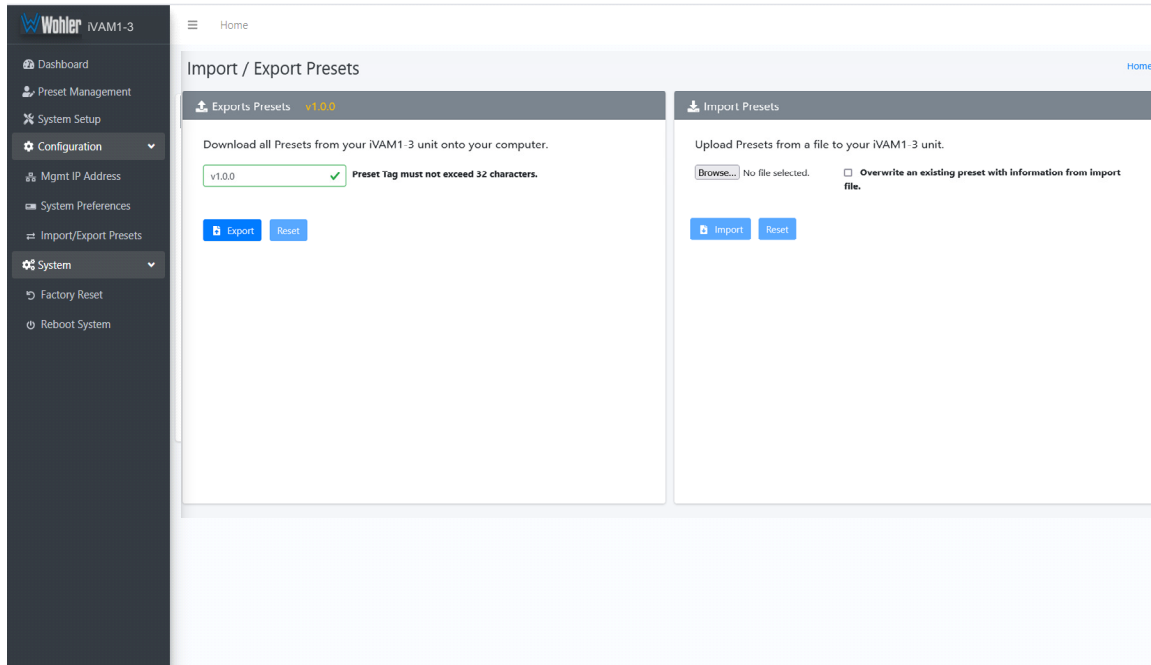 Wohler iVAM1-3
Home
Dashboard
Preset Management
System Setup
Configuration
Mgmt IP Address
System Preferences
Import/Export Presets
System
Factory Reset
Reboot System
Import / Export Presets
Home
Exports Presets v1.0.0
Download all Presets from your iVAM1-3 unit onto your computer.
v1.0.0
Preset Tag must not exceed 32 characters.
Export
Reset
Import Presets
Upload Presets from a file to your iVAM1-3 unit.
Browse... No file selected.
Overwrite an existing preset with information from import
file.
Import
Reset